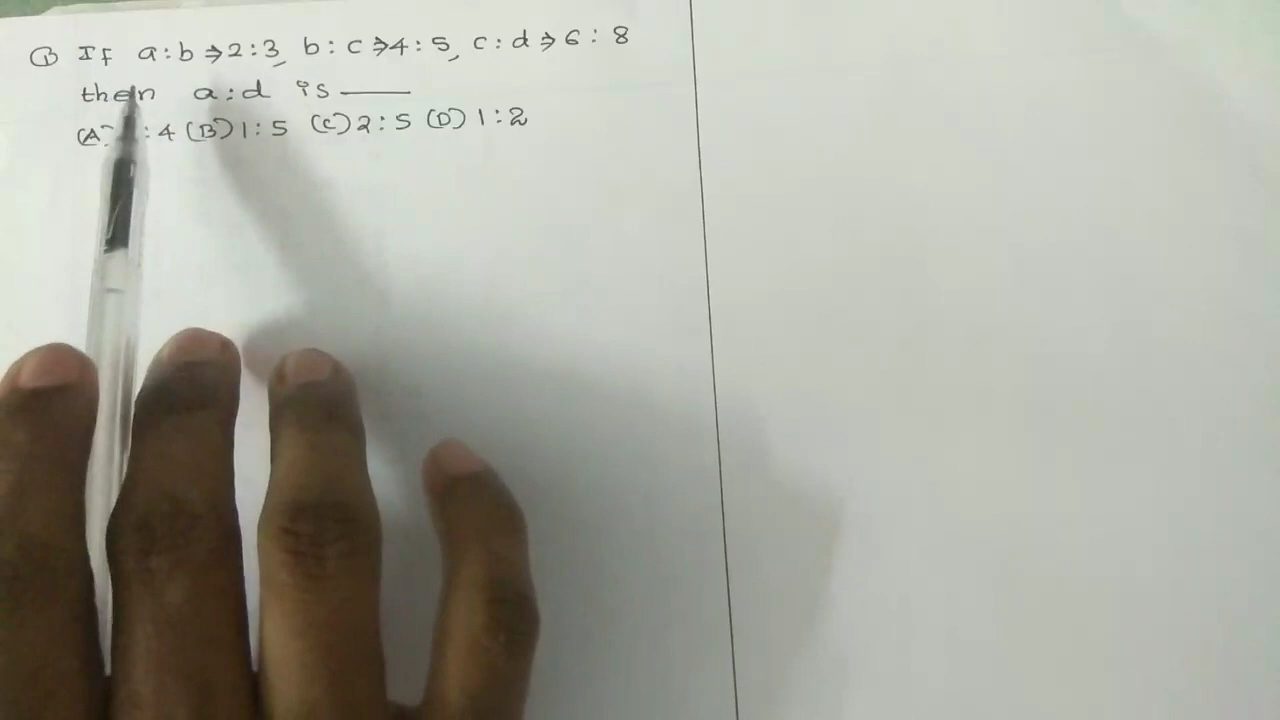 ① If a:b ⇒ 2:3, b:c ⇒ 4:5, c:d ⇒ 6:8
then a:d is ____
(A) :4 (B) 1:5 (C) 2:5 (D) 1:2